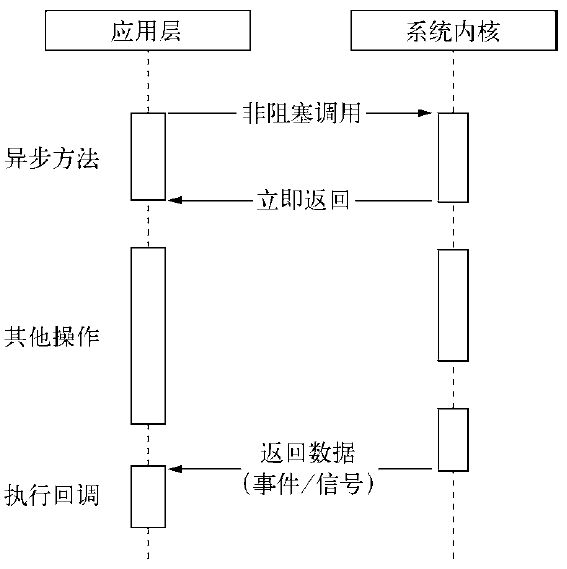 应用层
系统内核
非阻塞调用
异步方法
立即返回
其他操作
返回数据
(事件/信号)
执行回调